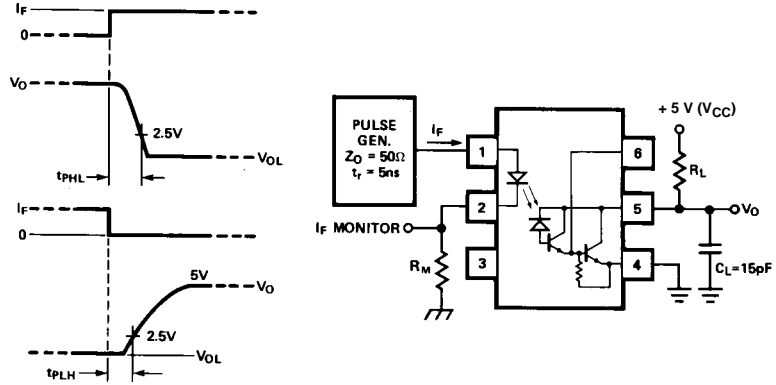 IF
0
VO
2.5V
VOL
tPHL
IF
0
5V
VO
2.5V
VOL
tPLH
PULSE
GEN.
ZO = 50Ω
tr = 5ns
IF
1
2
3
IF MONITOR
RM
6
5
4
+ 5 V (VCC)
RL
VO
CL=15pF